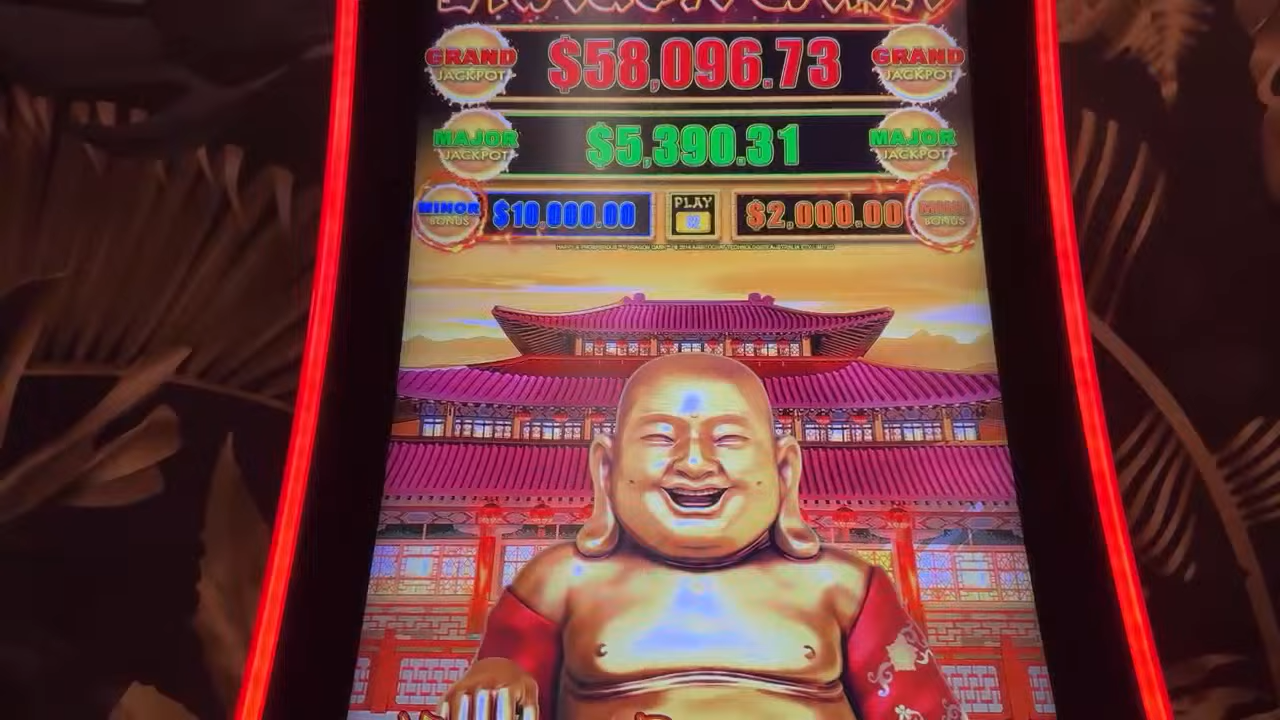 GRAND JACKPOT $58,096.73 GRAND JACKPOT
MAJOR JACKPOT $5,390.31 MAJOR JACKPOT
MINOR BONUS $10,000.00 PLAY $2,000.00 BONUS